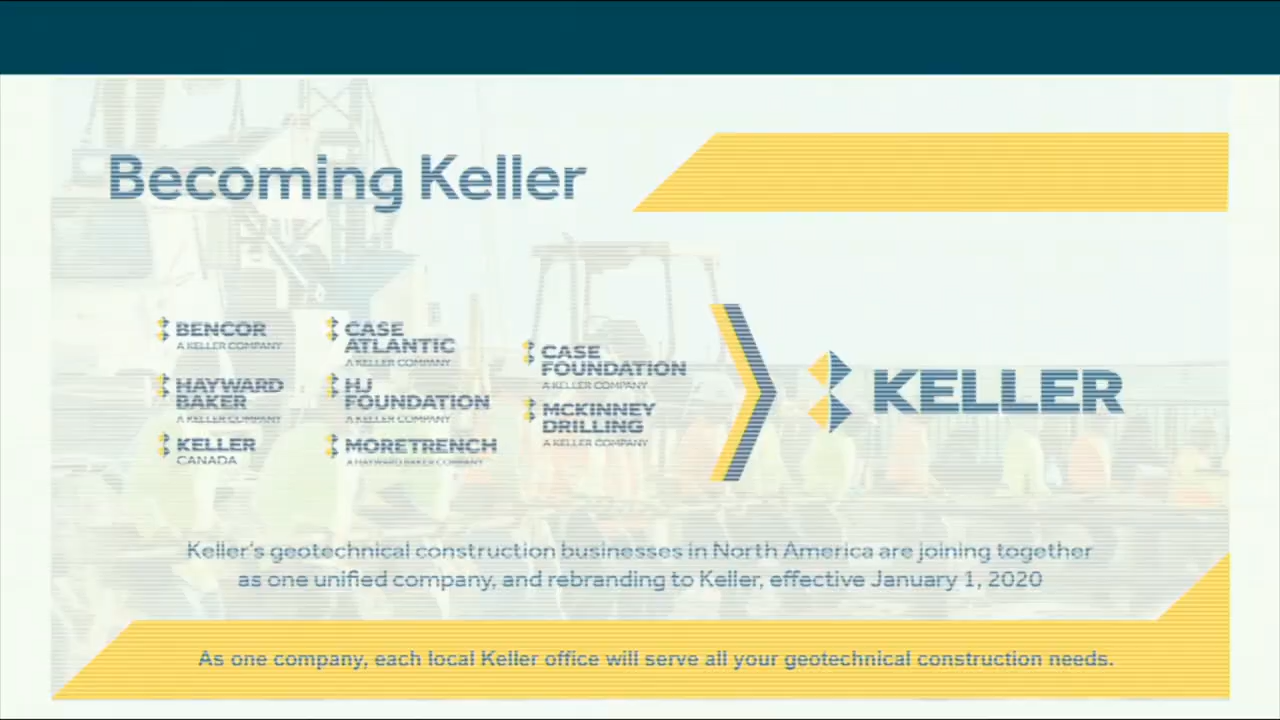 Becoming Keller
BENCOR
A KELLER COMPANY
HAYWARD
BAKER
A KELLER COMPANY
KELLER
CANADA
CASE
ATLANTIC
A KELLER COMPANY
HJ
FOUNDATION
A KELLER COMPANY
MORETRENCH
A HAYWARD BAKER COMPANY
CASE
FOUNDATION
A KELLER COMPANY
MCKINNEY
DRILLING
A KELLER COMPANY
KELLER
Keller's geotechnical construction businesses in North America are joining together
as one unified company, and rebranding to Keller, effective January 1, 2020
As one company, each local Keller office will serve all your geotechnical construction needs.